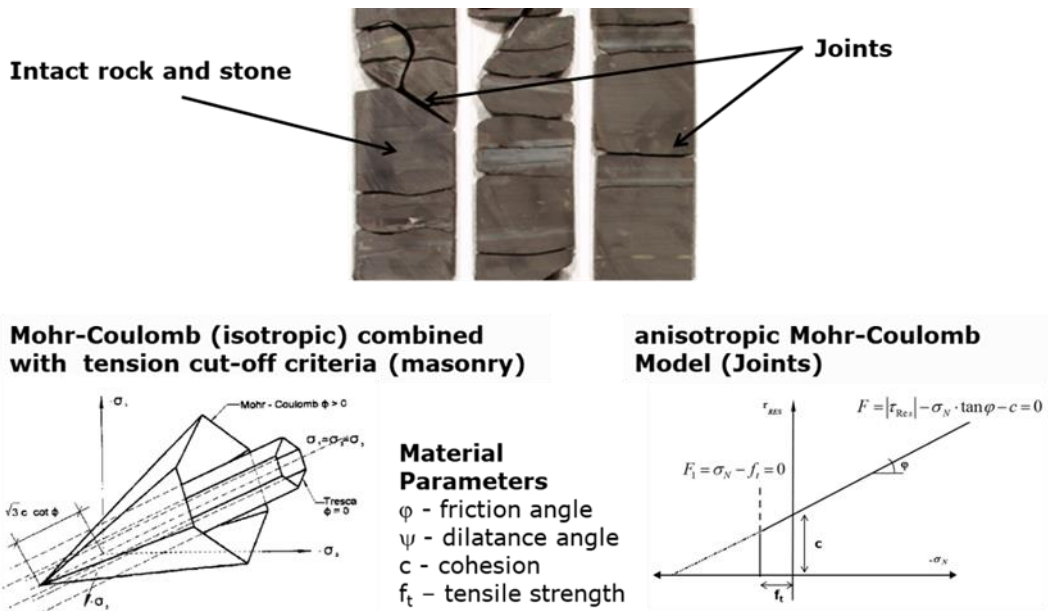 Intact rock and stone
Joints
Mohr-Coulomb (isotropic) combined
with tension cut-off criteria (masonry)
-σ₁
Mohr - Coulomb ϕ > 0
Tresca
ϕ = 0
√3 c cot ϕ
-σ₂
-σ₃
Material
Parameters
φ - friction angle
ψ - dilatance angle
c - cohesion
fₜ – tensile strength
anisotropic Mohr-Coulomb
Model (Joints)
τ_RES
F = |τ_Res| − σ_N · tan φ − c = 0
F₁ = σ_N − f_t = 0
φ
c
-σ_N
fₜ